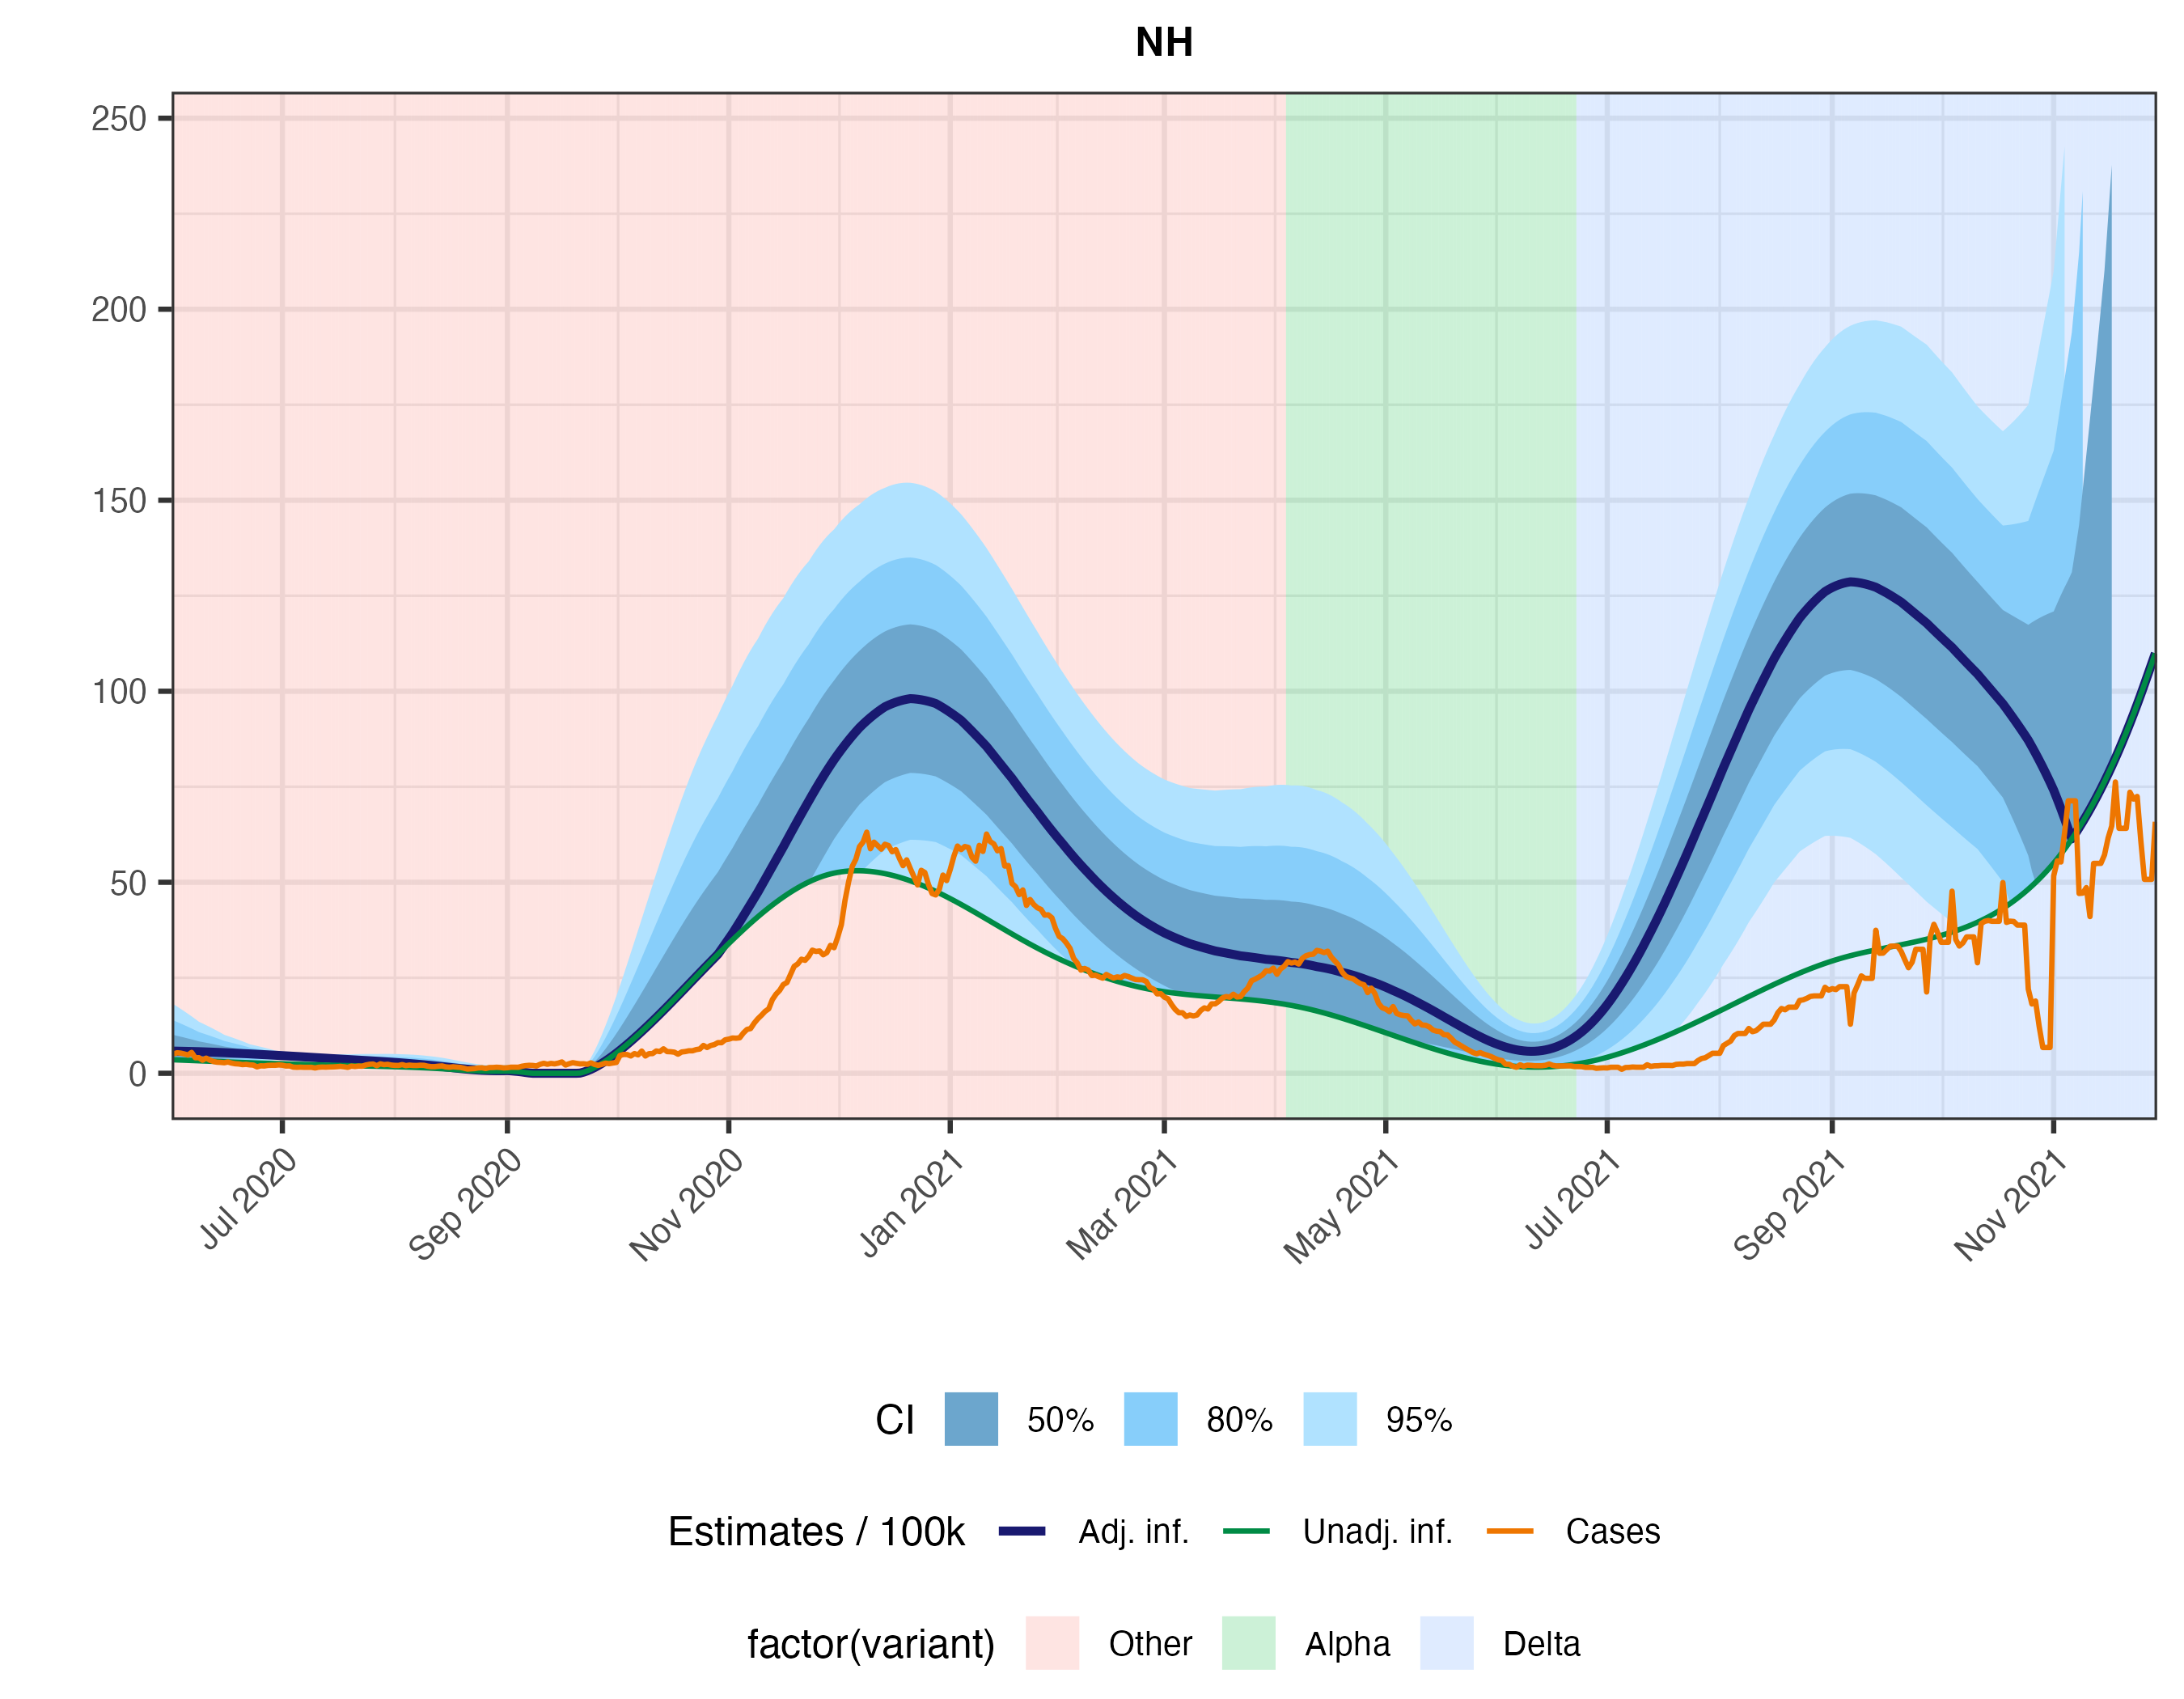 NH
250
200
150
100
50
0
Jul 2020
Sep 2020
Nov 2020
Jan 2021
Mar 2021
May 2021
Jul 2021
Sep 2021
Nov 2021
CI 50% 80% 95%
Estimates / 100k Adj. inf. Unadj. inf. Cases
factor(variant) Other Alpha Delta